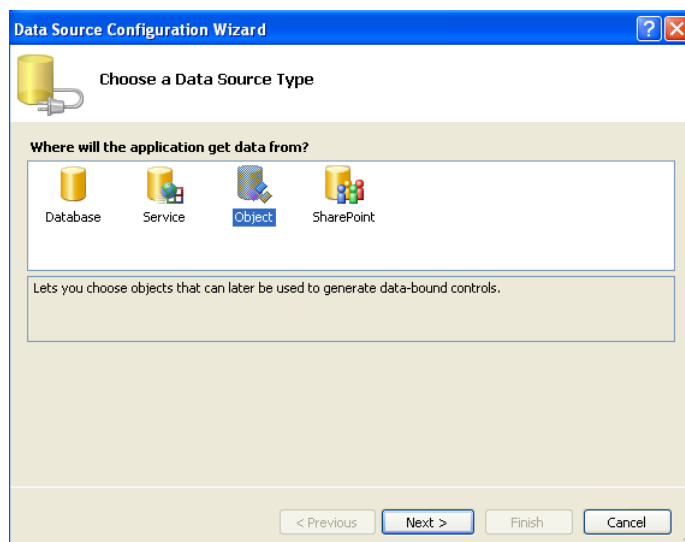 Data Source Configuration Wizard
Choose a Data Source Type
Where will the application get data from?
Database Service Object SharePoint
Lets you choose objects that can later be used to generate data-bound controls.
< Previous Next > Finish Cancel